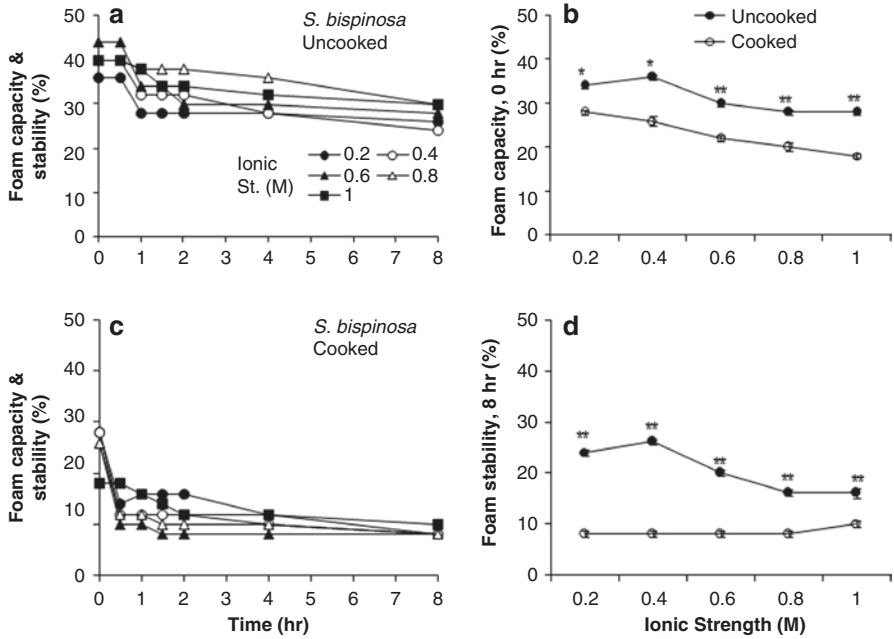 a
S. bispinosa
Uncooked
Foam capacity &
stability (%)
50
40
30
20
10
0
Ionic
St. (M)
0.2
0.4
0.6
0.8
1
0 1 2 3 4 5 6 7 8
b
Uncooked
Cooked
Foam capacity, 0 hr (%)
50
40
30
20
10
0
* * ** ** **
0.2 0.4 0.6 0.8 1
c
S. bispinosa
Cooked
Foam capacity &
stability (%)
50
40
30
20
10
0
0 1 2 3 4 5 6 7 8
Time (hr)
d
Foam stability, 8 hr (%)
50
40
30
20
10
0
** ** ** ** **
0.2 0.4 0.6 0.8 1
Ionic Strength (M)